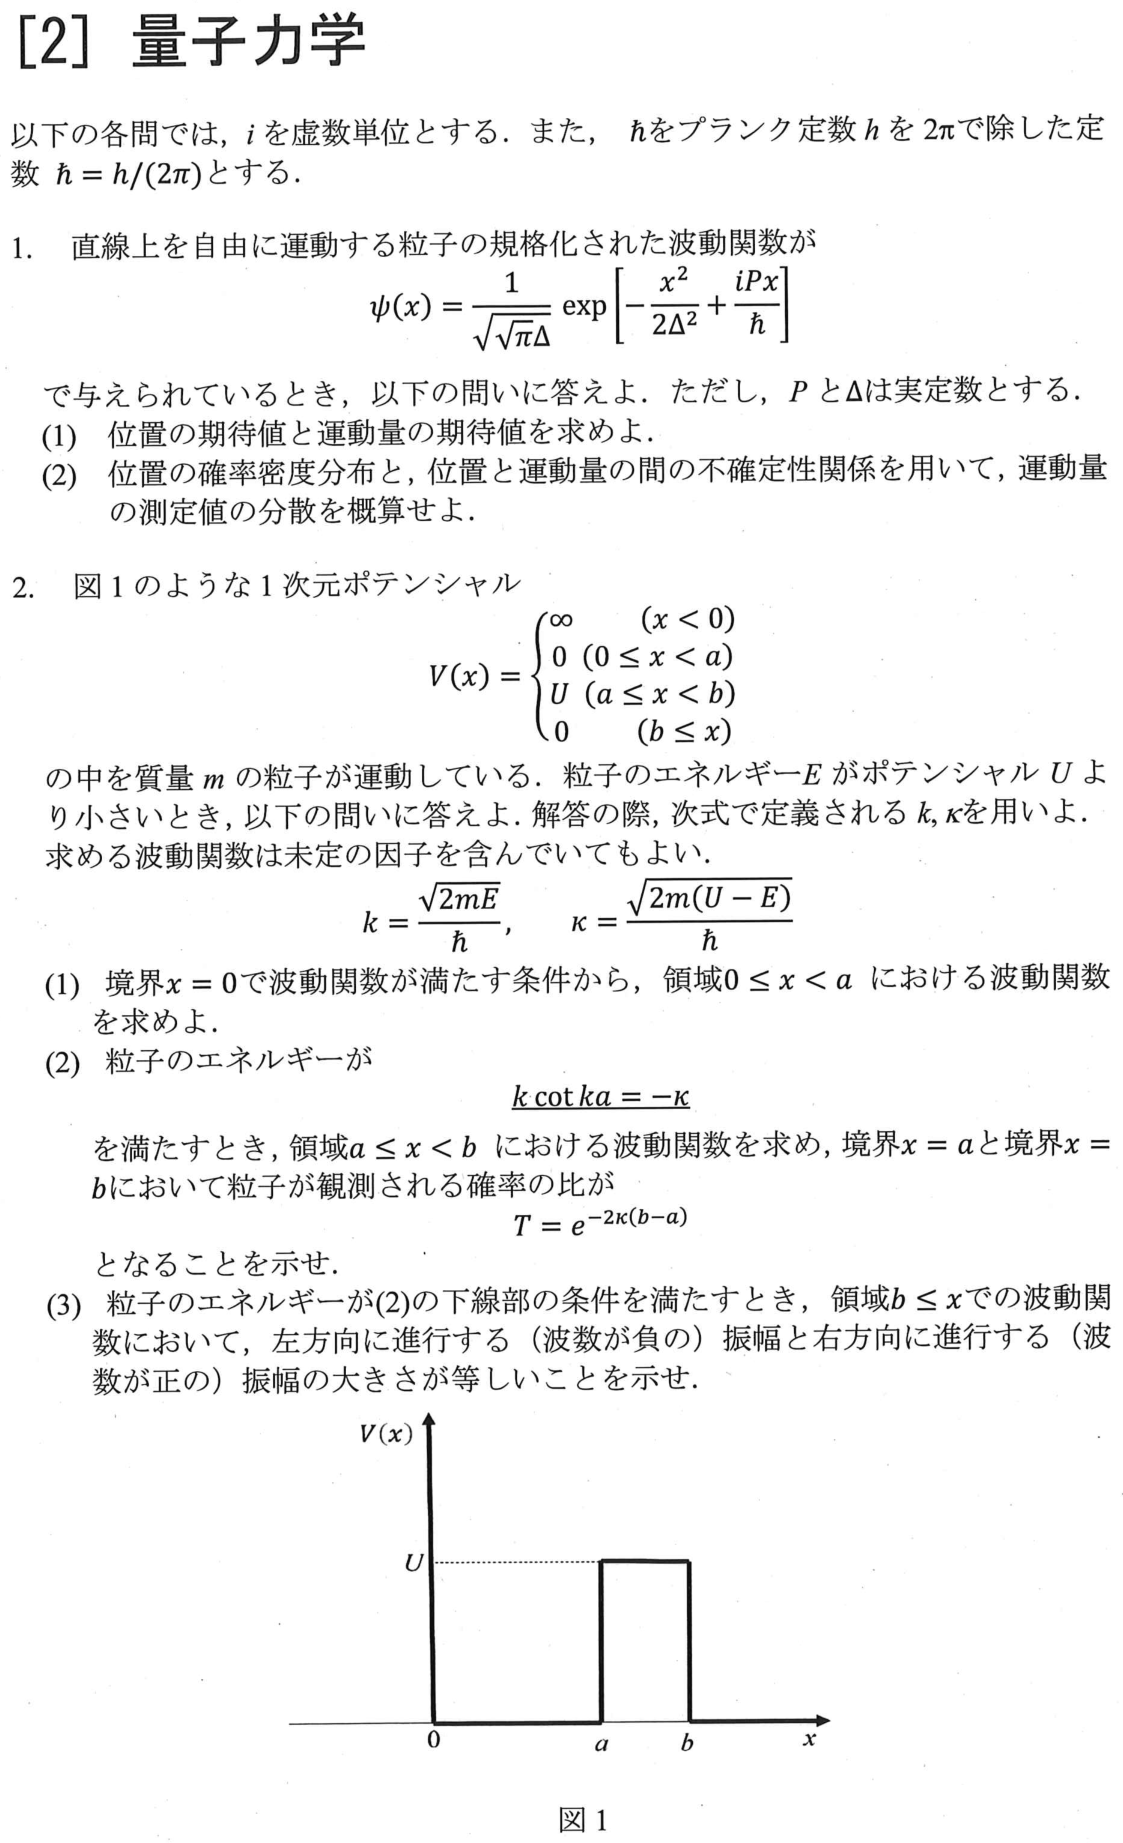 [2] 量子力学
以下の各問では, i を虚数単位とする. また, ℏをプランク定数 h を 2πで除した定
数 ℏ = h/(2π)とする.
1. 直線上を自由に運動する粒子の規格化された波動関数が
ψ(x) = \frac{1}{\sqrt{\sqrt{π}Δ}} exp[−\frac{x^2}{2Δ^2} + \frac{iPx}{ℏ}]
で与えられているとき, 以下の問いに答えよ. ただし, P とΔは実定数とする.
(1) 位置の期待値と運動量の期待値を求めよ.
(2) 位置の確率密度分布と, 位置と運動量の間の不確定性関係を用いて, 運動量
の測定値の分散を概算せよ.
2. 図 1 のような 1 次元ポテンシャル
V(x) = { ∞ (x < 0)
0 (0 ≤ x < a)
U (a ≤ x < b)
0 (b ≤ x)
の中を質量 m の粒子が運動している. 粒子のエネルギーE がポテンシャル U よ
り小さいとき, 以下の問いに答えよ. 解答の際, 次式で定義される k, κを用いよ.
求める波動関数は未定の因子を含んでいてもよい.
k = \frac{\sqrt{2mE}}{ℏ}, κ = \frac{\sqrt{2m(U − E)}}{ℏ}
(1) 境界x = 0で波動関数が満たす条件から, 領域0 ≤ x < a における波動関数
を求めよ.
(2) 粒子のエネルギーが
k cot ka = −κ
を満たすとき, 領域a ≤ x < b における波動関数を求め, 境界x = aと境界x =
bにおいて粒子が観測される確率の比が
T = e^{−2κ(b−a)}
となることを示せ.
(3) 粒子のエネルギーが(2)の下線部の条件を満たすとき, 領域b ≤ xでの波動関
数において, 左方向に進行する（波数が負の）振幅と右方向に進行する（波
数が正の）振幅の大きさが等しいことを示せ.
V(x)
U
0 a b x
図 1